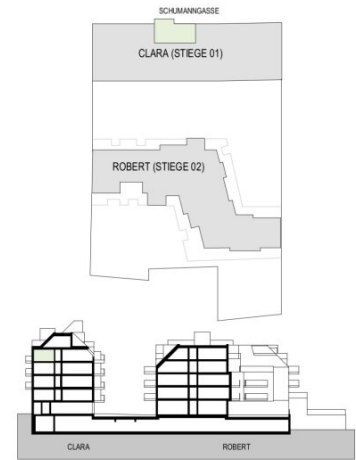 SCHUMANNGASSE
CLARA (STIEGE 01)
ROBERT (STIEGE 02)
CLARA
ROBERT